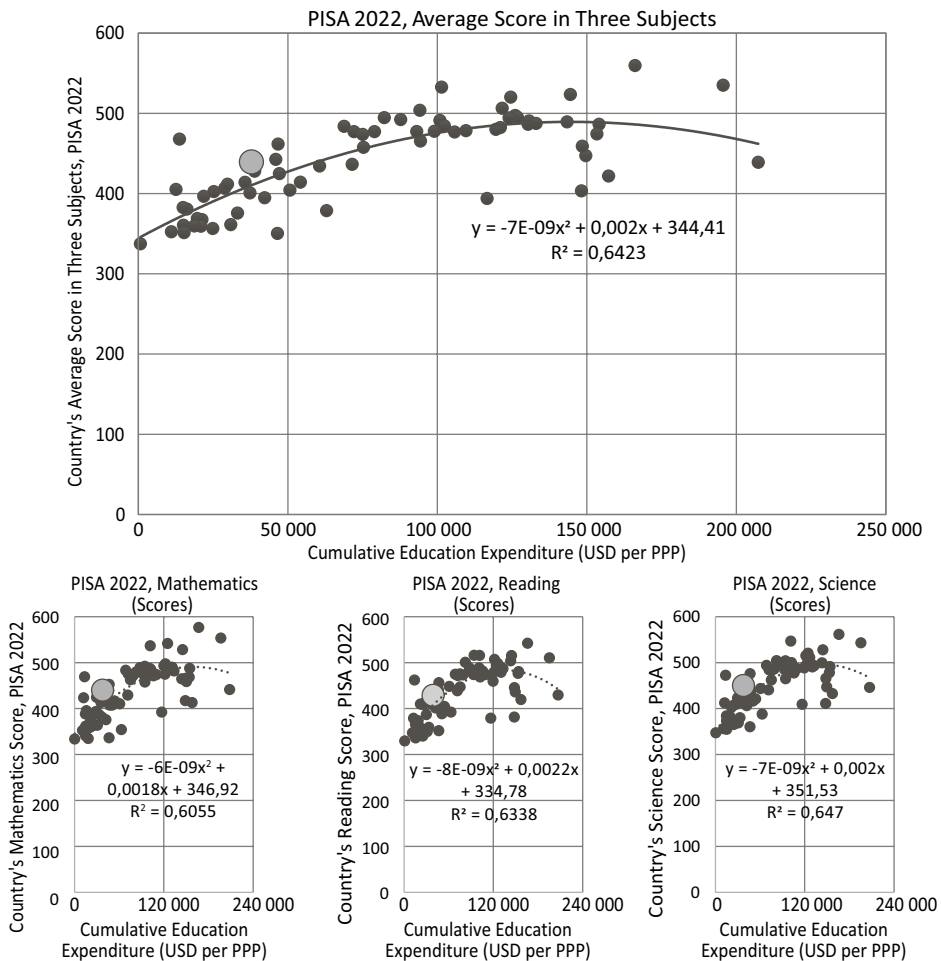 PISA 2022, Average Score in Three Subjects
Country's Average Score in Three Subjects, PISA 2022
600
500
400
300
200
100
0
y = -7E-09x² + 0,002x + 344,41
R² = 0,6423
0
50 000
100 000
150 000
200 000
250 000
Cumulative Education Expenditure (USD per PPP)
PISA 2022, Mathematics
(Scores)
Country's Mathematics Score, PISA 2022
600
500
400
300
200
100
0
y = -6E-09x² +
0,0018x + 346,92
R² = 0,6055
0
120 000
240 000
Cumulative Education
Expenditure (USD per PPP)
PISA 2022, Reading
(Scores)
Country's Reading Score, PISA 2022
600
500
400
300
200
100
0
y = -8E-09x² + 0,0022x
+ 334,78
R² = 0,6338
0
120 000
240 000
Cumulative Education
Expenditure (USD per PPP)
PISA 2022, Science
(Scores)
Country's Science Score, PISA 2022
600
500
400
300
200
100
0
y = -7E-09x² + 0,002x
+ 351,53
R² = 0,647
0
120 000
240 000
Cumulative Education
Expenditure (USD per PPP)